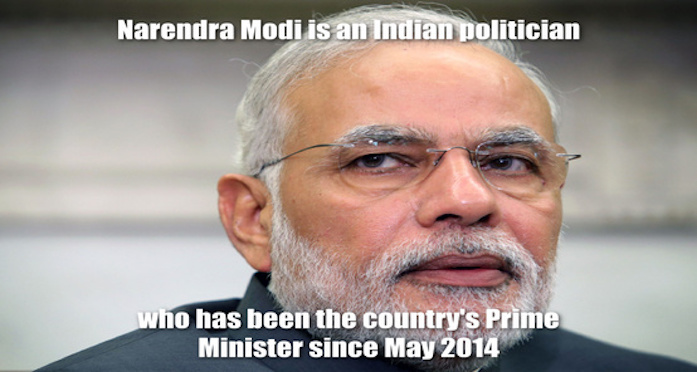 Narendra Modi is an Indian politician
who has been the country's Prime
Minister since May 2014